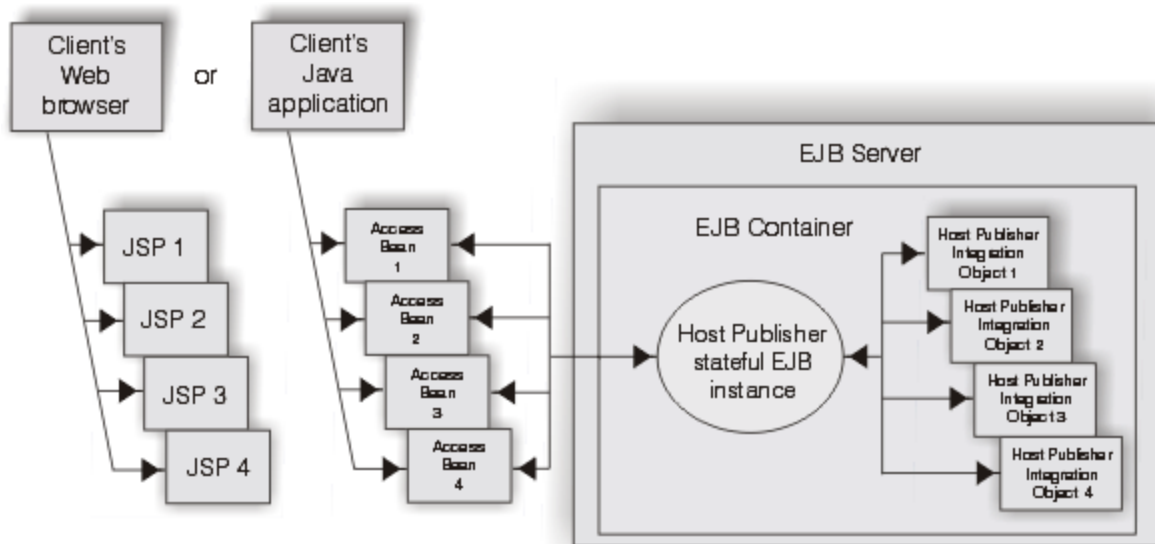 Client's
Web
browser
or
Client's
Java
application
EJB Server
EJB Container
JSP 1
JSP 2
JSP 3
JSP 4
Access
Bean
1
Access
Bean
2
Access
Bean
3
Access
Bean
4
Host Publisher
stateful EJB
instance
Host Publisher
Integration
Object 1
Host Publisher
Integration
Object 2
Host Publisher
Integration
Object 3
Host Publisher
Integration
Object 4